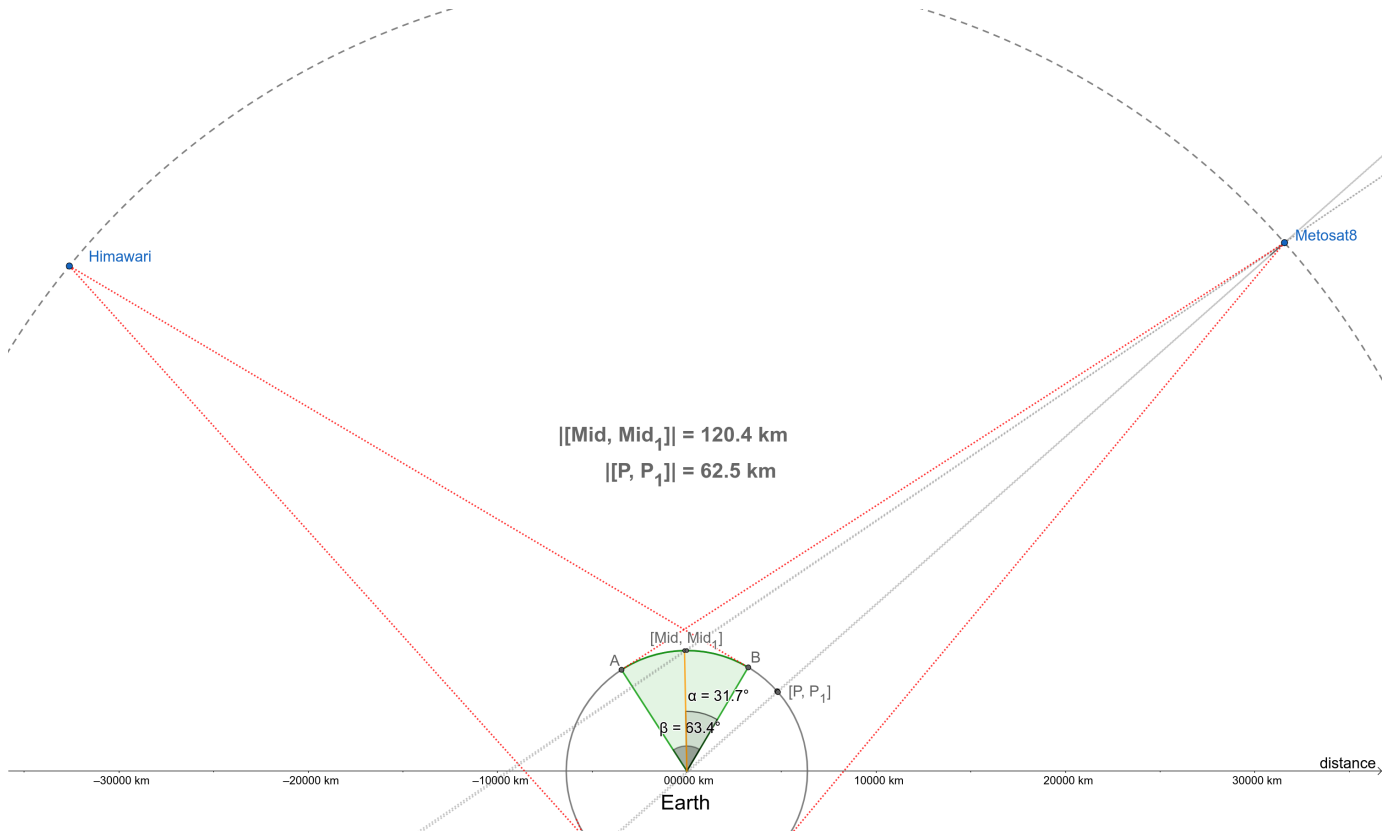 Himawari
Metosat8
|[Mid, Mid₁]| = 120.4 km
|[P, P₁]| = 62.5 km
[Mid, Mid₁]
A
B
[P, P₁]
α = 31.7°
β = 63.4°
distance
–30000 km –20000 km –10000 km 00000 km 10000 km 20000 km 30000 km
Earth